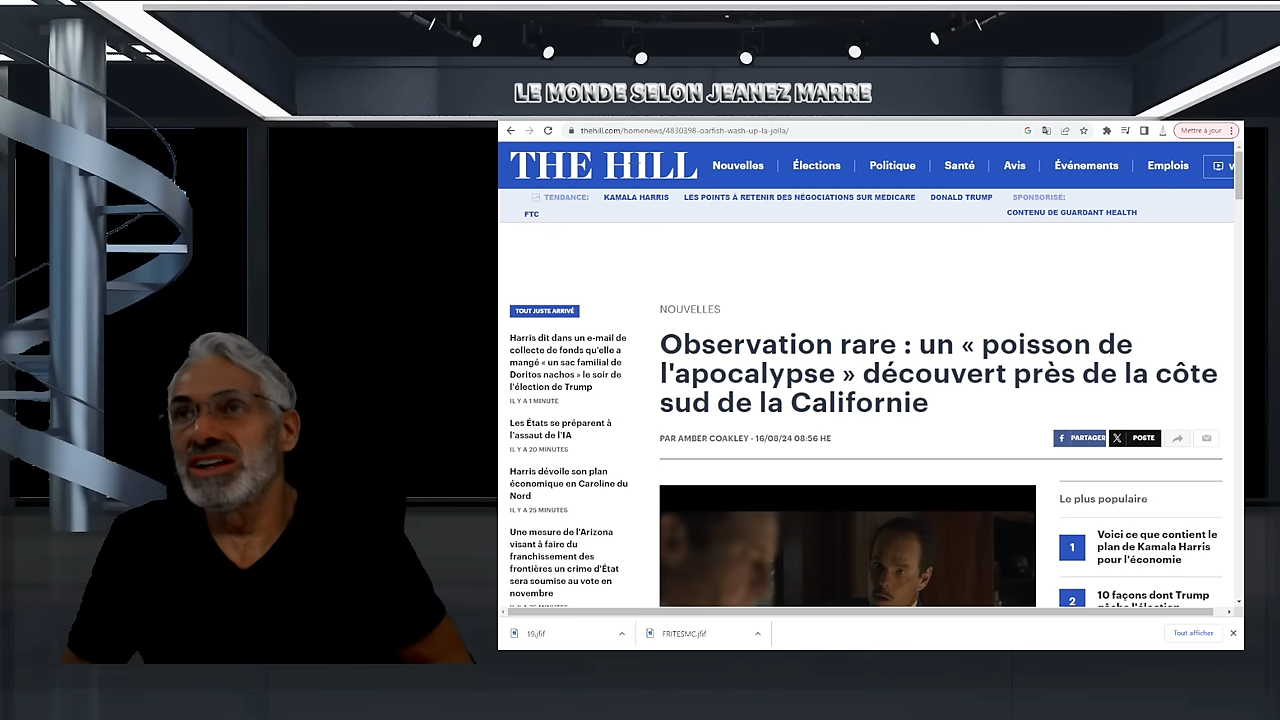 LE MONDE SELON JEANEZ MARRE
thehill.com/homenews/4830398-oarfish-wash-up-la-jolla/
Mettre à jour
THE HILL
Nouvelles
Élections
Politique
Santé
Avis
Événements
Emplois
TENDANCE:
KAMALA HARRIS
LES POINTS À RETENIR DES NÉGOCIATIONS SUR MEDICARE
DONALD TRUMP
FTC
SPONSORISÉ:
CONTENU DE GUARDANT HEALTH
TOUT JUSTE ARRIVÉ
Harris dit dans un e-mail de
collecte de fonds qu'elle a
mangé « un sac familial de
Doritos nachos » le soir de
l'élection de Trump
IL Y A 1 MINUTE
Les États se préparent à
l'assaut de l'IA
IL Y A 20 MINUTES
Harris dévoile son plan
économique en Caroline du
Nord
IL Y A 25 MINUTES
Une mesure de l'Arizona
visant à faire du
franchissement des
frontières un crime d'État
sera soumise au vote en
novembre
NOUVELLES
Observation rare : un « poisson de
l'apocalypse » découvert près de la côte
sud de la Californie
PAR AMBER COAKLEY - 16/08/24 08:56 HE
PARTAGER
POSTE
Le plus populaire
1
Voici ce que contient le
plan de Kamala Harris
pour l'économie
2
10 façons dont Trump
19.jfif
FRITESMC.jfif
Tout afficher